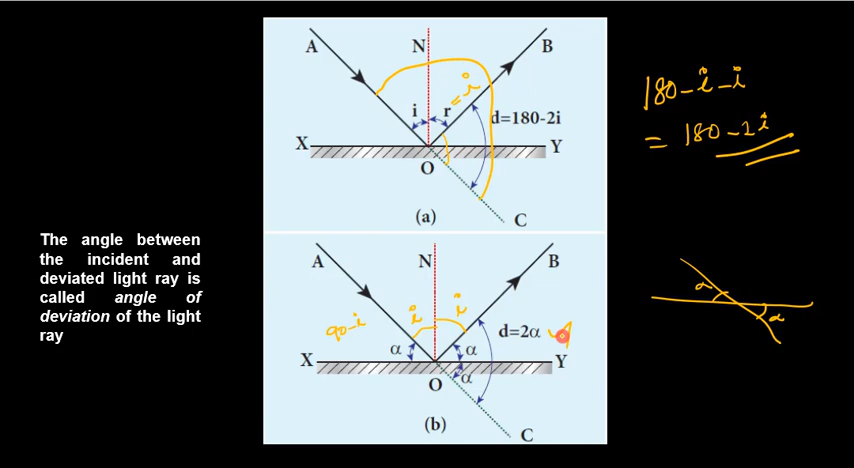 The angle between
the incident and
deviated light ray is
called angle of
deviation of the light
ray
A N B
i r = i
d=180-2i
X Y
O
C
(a)
180-i-i
= 180-2i
A N B
90-i i i
d=2α
α α
X Y
O α
C
(b)
α
α